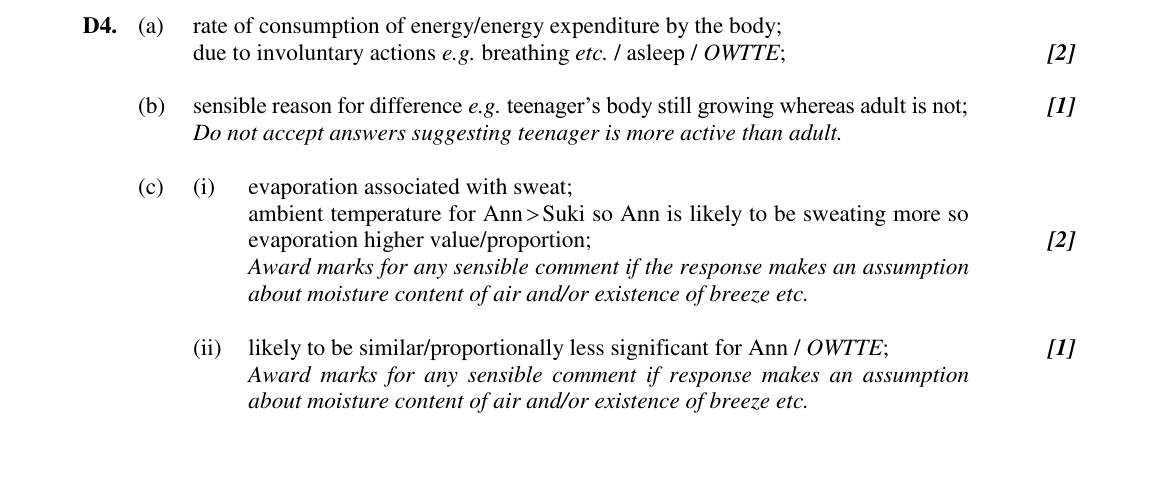 D4. (a) rate of consumption of energy/energy expenditure by the body;
due to involuntary actions e.g. breathing etc. / asleep / OWTTE; [2]
(b) sensible reason for difference e.g. teenager's body still growing whereas adult is not; [1]
Do not accept answers suggesting teenager is more active than adult.
(c) (i) evaporation associated with sweat;
ambient temperature for Ann > Suki so Ann is likely to be sweating more so
evaporation higher value/proportion; [2]
Award marks for any sensible comment if the response makes an assumption
about moisture content of air and/or existence of breeze etc.
(ii) likely to be similar/proportionally less significant for Ann / OWTTE; [1]
Award marks for any sensible comment if response makes an assumption
about moisture content of air and/or existence of breeze etc.